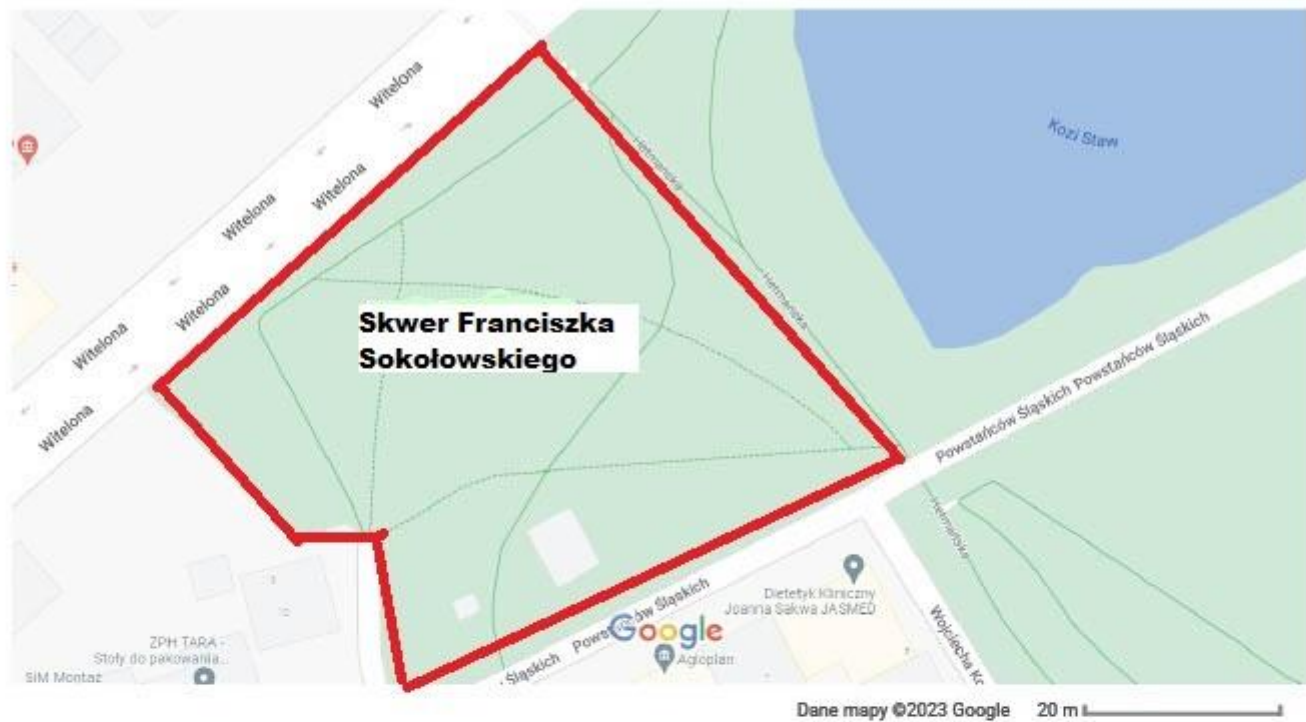 Witelona
Witelona
Witelona
Witelona
Witelona
Witelona
Witelona
Hetmańska
Hetmańska
Kozi Staw
Skwer Franciszka
Sokołowskiego
Powstańców Śląskich
Powstańców Śląskich
Hetmańska
Powstańców Śląskich
Śląskich
Dietetyk Kliniczny
Joanna Sakwa JASMED
Google
Agloplan
Wojciecha Ko
ZPH TARA -
Stoły do pakowania...
SiM Montaż
Dane mapy ©2023 Google 20 m